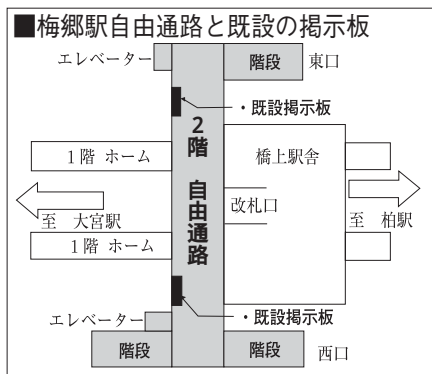 ■梅郷駅自由通路と既設の掲示板
エレベーター
階段
東口
・既設掲示板
2階 自由通路
1階 ホーム
橋上駅舎
改札口
至 大宮駅
至 柏駅
1階 ホーム
・既設掲示板
エレベーター
階段
階段
西口